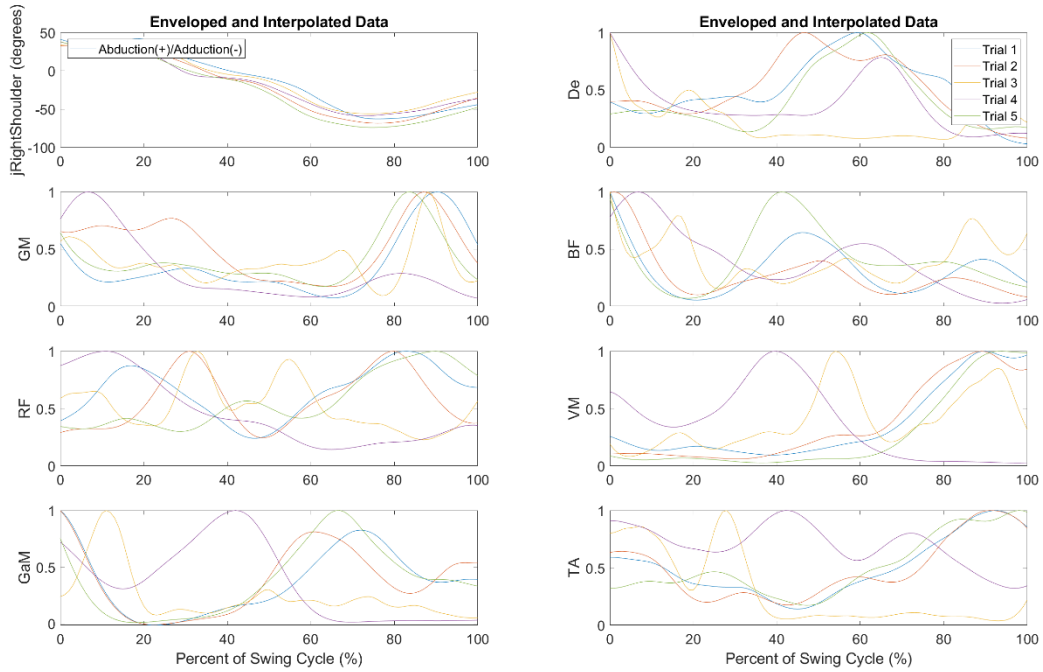 Enveloped and Interpolated Data
jRightShoulder (degrees)
50
0
-50
-100
Abduction(+)/Adduction(-)
0 20 40 60 80 100
GM
1
0.5
0
0 20 40 60 80 100
RF
1
0.5
0
0 20 40 60 80 100
GaM
1
0.5
0
0 20 40 60 80 100
Percent of Swing Cycle (%)
Enveloped and Interpolated Data
De
1
0.5
0
Trial 1
Trial 2
Trial 3
Trial 4
Trial 5
0 20 40 60 80 100
BF
1
0.5
0
0 20 40 60 80 100
VM
1
0.5
0
0 20 40 60 80 100
TA
1
0.5
0
0 20 40 60 80 100
Percent of Swing Cycle (%)